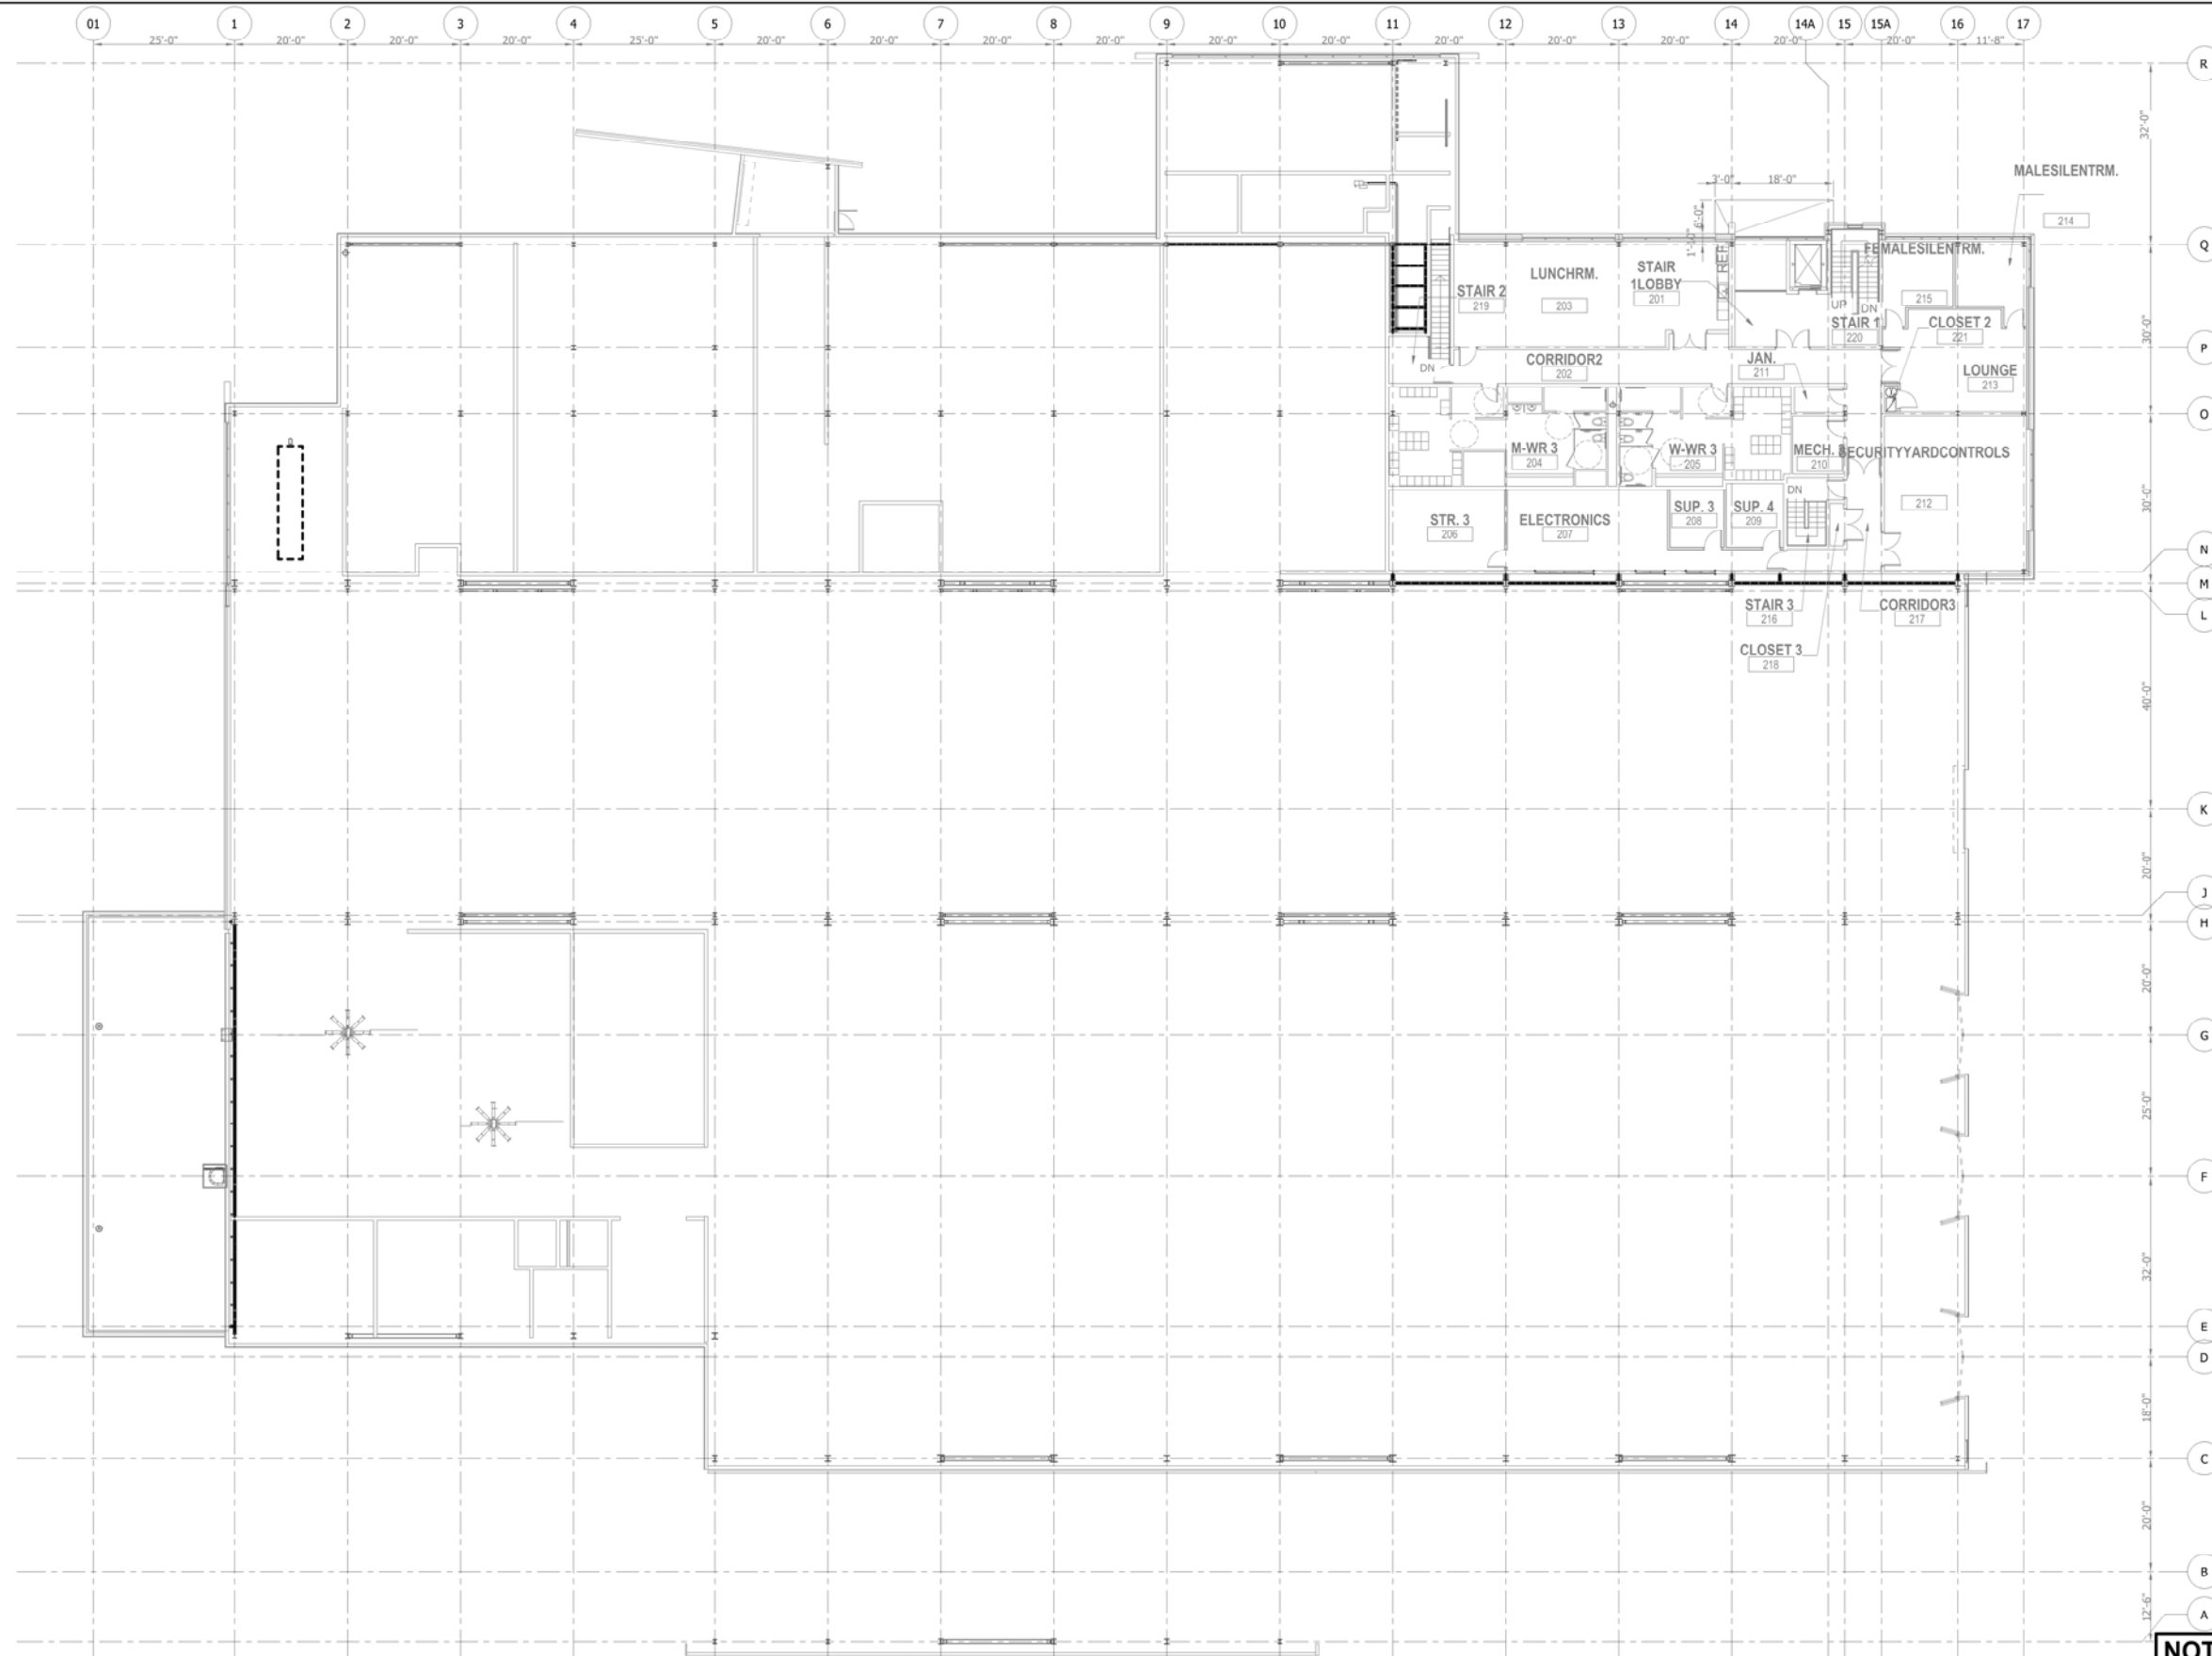 01 1 2 3 4 5 6 7 8 9 10 11 12 13 14 14A 15 15A 16 17
25'-0" 20'-0" 20'-0" 20'-0" 25'-0" 20'-0" 20'-0" 20'-0" 20'-0" 20'-0" 20'-0" 20'-0" 20'-0" 20'-0" 20'-0" 20'-0" 11'-8"
R
32'-0"
MALESILENTRM.
214
3'-0" 18'-0"
6'-0"
1'-10"
Q
FEMALESILENTRM.
215
REF
LUNCHRM.
203
STAIR
1LOBBY
201
STAIR 2
219
UP DN
STAIR 1
220
CLOSET 2
221
30'-0"
P
DN
CORRIDOR2
202
JAN.
211
LOUNGE
213
O
M-WR 3
204
W-WR 3
205
MECH.
210
SECURITYYARDCONTROLS
212
DN
30'-0"
STR. 3
206
ELECTRONICS
207
SUP. 3
208
SUP. 4
209
N
M
L
STAIR 3
216
CORRIDOR3
217
CLOSET 3
218
40'-0"
K
20'-0"
J
H
20'-0"
G
25'-0"
F
32'-0"
E
D
18'-0"
C
20'-0"
B
12'-6"
A
NOT